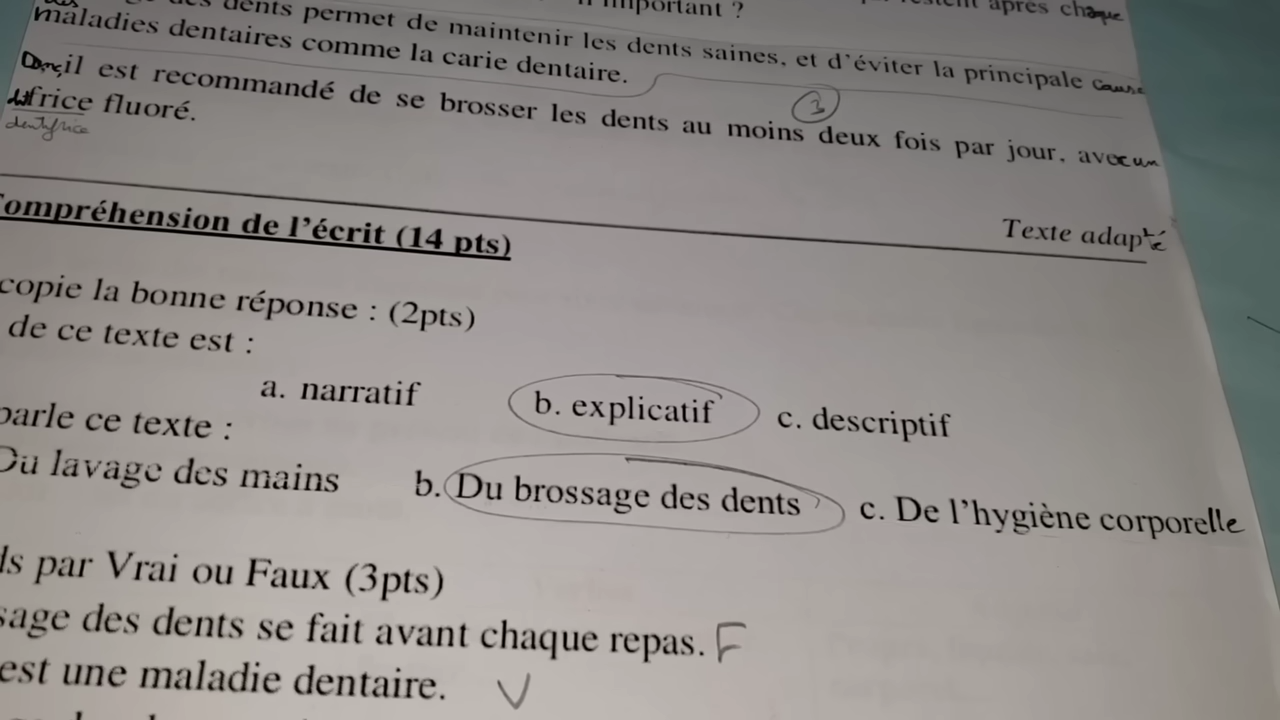 important ?
après chaque
dents permet de maintenir les dents saines, et d'éviter la principale cause
maladies dentaires comme la carie dentaire.
3
il est recommandé de se brosser les dents au moins deux fois par jour, avec un
frice fluoré.
dentifrice
Texte adapté
ompréhension de l'écrit (14 pts)
copie la bonne réponse : (2pts)
de ce texte est :
a. narratif b. explicatif c. descriptif
parle ce texte :
Du lavage des mains b. Du brossage des dents c. De l'hygiène corporelle
ds par Vrai ou Faux (3pts)
sage des dents se fait avant chaque repas. F
est une maladie dentaire. V